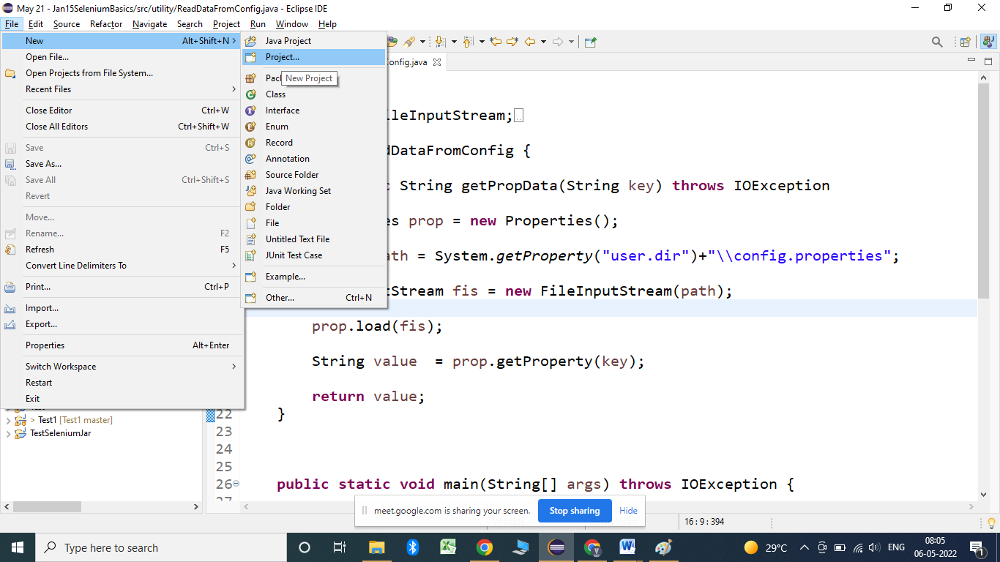 May 21 - Jan15SeleniumBasics/src/utility/ReadDataFromConfig.java - Eclipse IDE
File Edit Source Refactor Navigate Search Project Run Window Help
New Alt+Shift+N
Open File...
Open Projects from File System...
Recent Files
Close Editor Ctrl+W
Close All Editors Ctrl+Shift+W
Save Ctrl+S
Save As...
Save All Ctrl+Shift+S
Revert
Move...
Rename... F2
Refresh F5
Convert Line Delimiters To
Print... Ctrl+P
Import...
Export...
Properties Alt+Enter
Switch Workspace
Restart
Exit
Java Project
Project...
New Project
Class
Interface
Enum
Record
Annotation
Source Folder
Java Working Set
Folder
File
Untitled Text File
JUnit Test Case
Example...
Other... Ctrl+N
onfig.java
ileInputStream;
dDataFromConfig {
String getPropData(String key) throws IOException
es prop = new Properties();
ath = System.getProperty("user.dir")+"\\config.properties";
tStream fis = new FileInputStream(path);
prop.load(fis);
String value = prop.getProperty(key);
return value;
22 }
23
24
25
26 public static void main(String[] args) throws IOException {
> Test1 [Test1 master]
TestSeleniumJar
meet.google.com is sharing your screen. Stop sharing Hide
16 : 9 : 394
Type here to search
29°C
ENG
08:05
06-05-2022
1